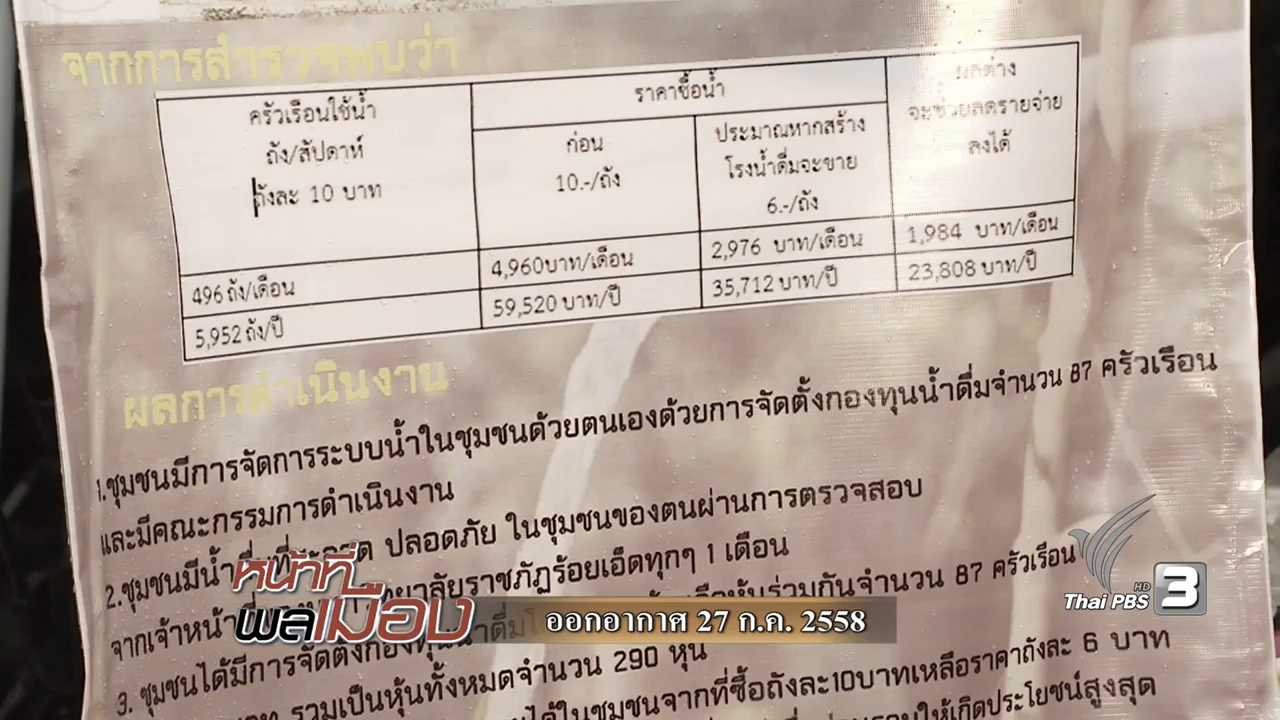 จากการสำรวจพบว่า
ครัวเรือนใช้น้ำ
ถัง/สัปดาห์
ถังละ 10 บาท
ราคาซื้อน้ำ
ก่อน
10.-/ถัง
ประมาณหากสร้าง
โรงน้ำดื่มจะขาย
6.-/ถัง
ผลต่าง
จะช่วยลดรายจ่าย
ลงได้
496 ถัง/เดือน
4,960บาท/เดือน
2,976 บาท/เดือน
1,984 บาท/เดือน
5,952 ถัง/ปี
59,520 บาท/ปี
35,712 บาท/ปี
23,808 บาท/ปี
ผลการดำเนินงาน
1.ชุมชนมีการจัดการระบบน้ำในชุมชนด้วยตนเองด้วยการจัดตั้งกองทุนน้ำดื่มจำนวน 87 ครัวเรือน
และมีคณะกรรมการดำเนินงาน
2.ชุมชนมีน้ำดื่มที่ ปลอดภัย ในชุมชนของตนผ่านการตรวจสอบ
จากเจ้าหน้าที่ ราชภัฏร้อยเอ็ดทุกๆ 1 เดือน
3. ชุมชนได้มีการจัดตั้งกองทุนน้ำดื่ม หุ้นร่วมกันจำนวน 87 ครัวเรือน
รวมเป็นหุ้นทั้งหมดจำนวน 290 หุ้น
ในชุมชนจากที่ซื้อถังละ10บาทเหลือราคาถังละ 6 บาท
ให้เกิดประโยชน์สูงสุด
หน้าที่
พลเมือง
ออกอากาศ 27 ก.ค. 2558
Thai PBS HD 3